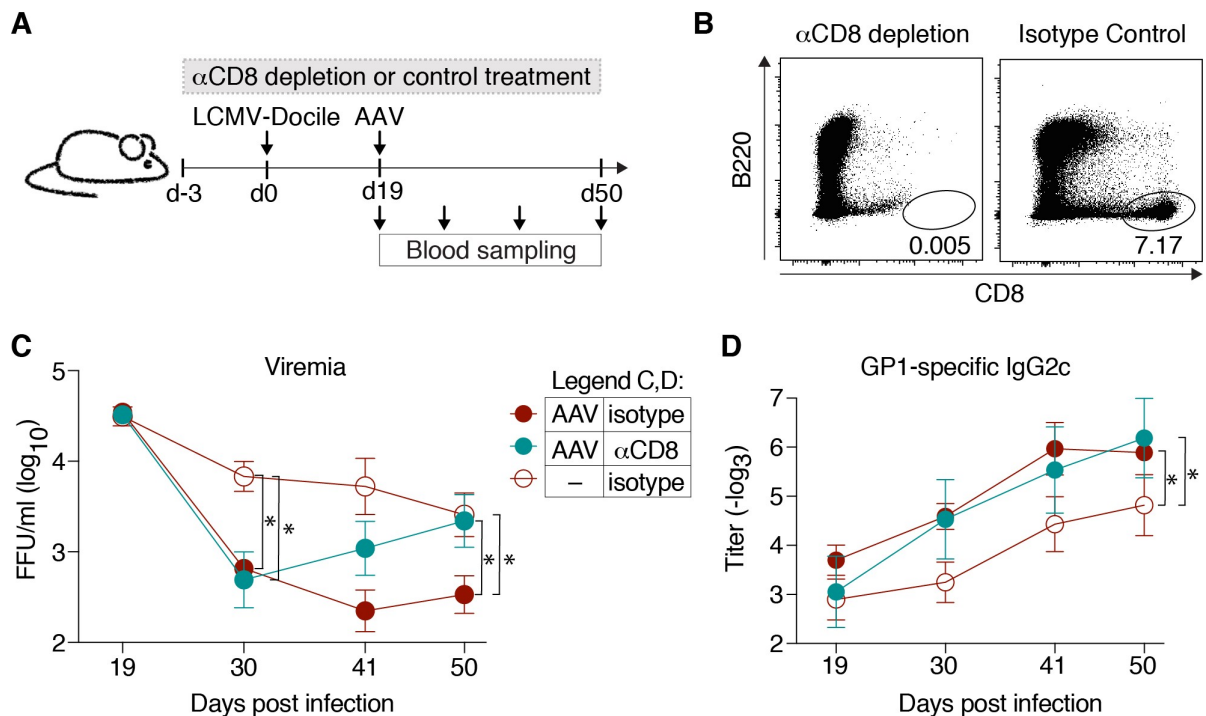 A
αCD8 depletion or control treatment
LCMV-Docile AAV
d-3 d0 d19 d50
Blood sampling
B
αCD8 depletion Isotype Control
B220
0.005 7.17
CD8
C
Viremia
FFU/ml (log10)
5
4
3
2
* *
* *
19 30 41 50
Days post infection
Legend C,D:
AAV isotype
AAV αCD8
– isotype
D
GP1-specific IgG2c
Titer (-log3)
7
6
5
4
3
2
* *
19 30 41 50
Days post infection